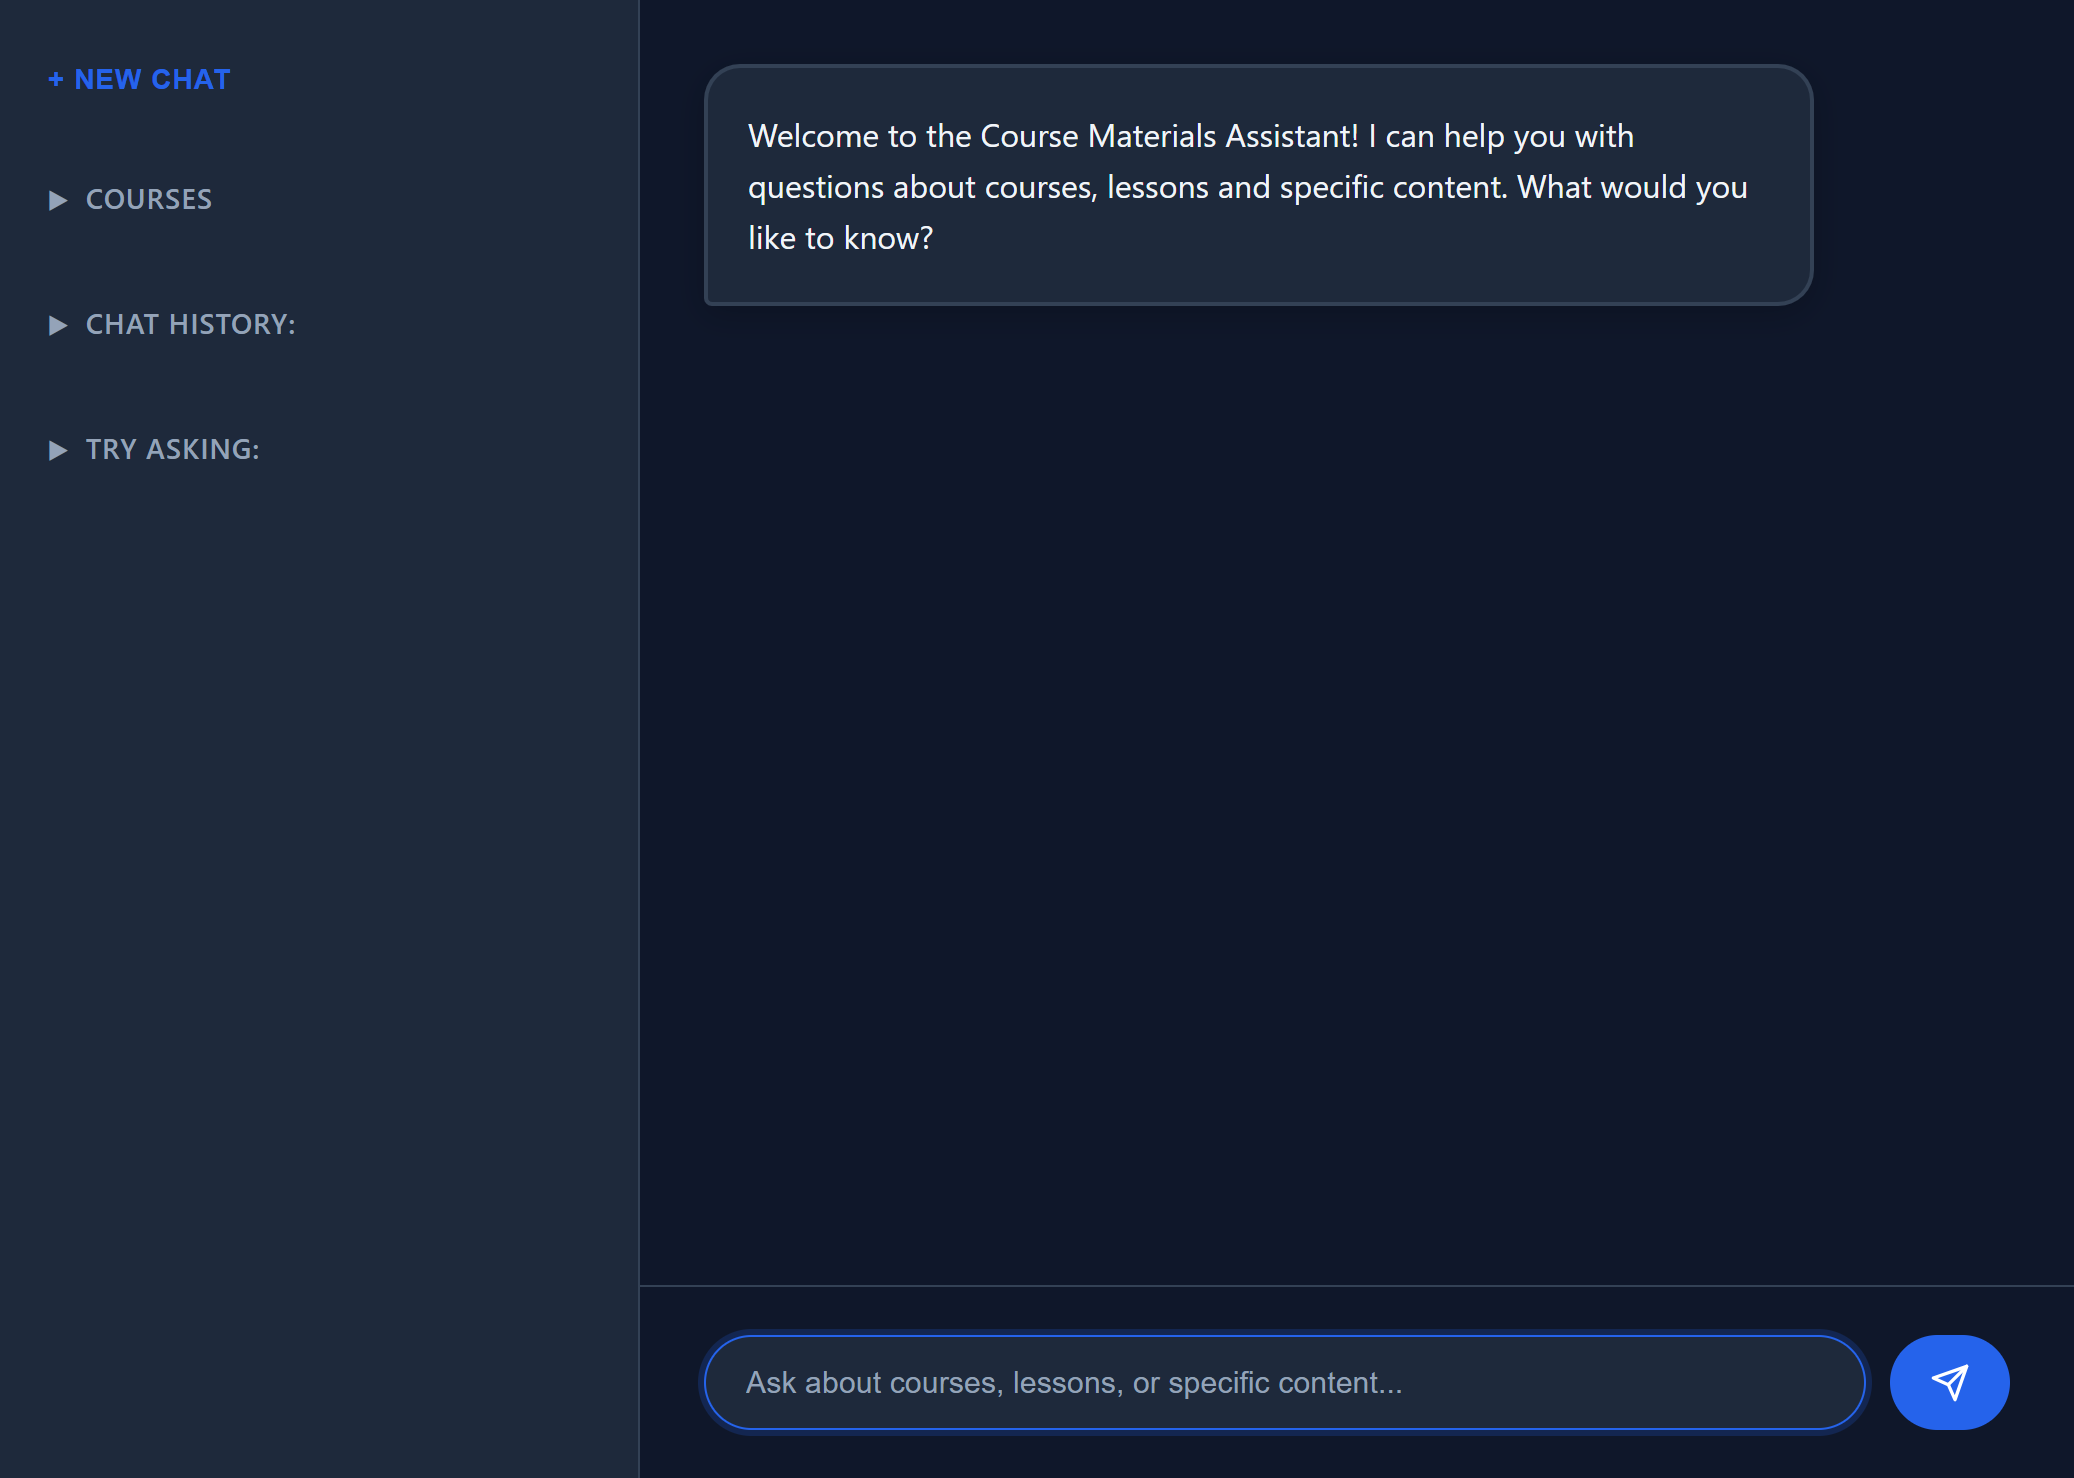 + NEW CHAT
COURSES
CHAT HISTORY:
TRY ASKING:
Welcome to the Course Materials Assistant! I can help you with
questions about courses, lessons and specific content. What would you
like to know?
Ask about courses, lessons, or specific content...